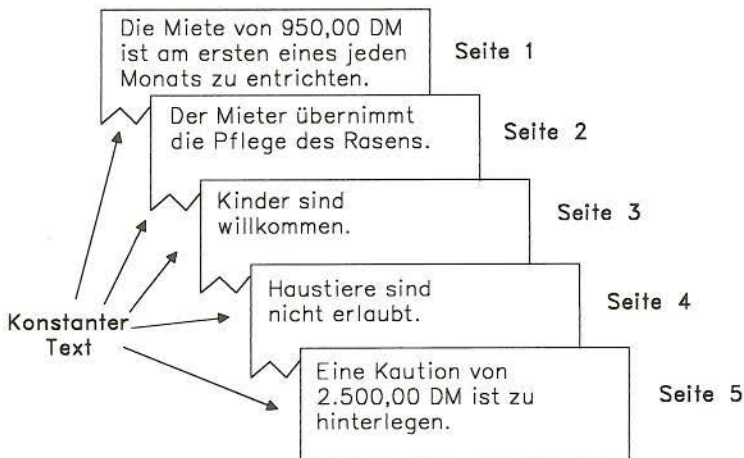 Die Miete von 950,00 DM
ist am ersten eines jeden
Monats zu entrichten.
Seite 1
Der Mieter übernimmt
die Pflege des Rasens.
Seite 2
Kinder sind
willkommen.
Seite 3
Haustiere sind
nicht erlaubt.
Seite 4
Konstanter
Text
Eine Kaution von
2.500,00 DM ist zu
hinterlegen.
Seite 5